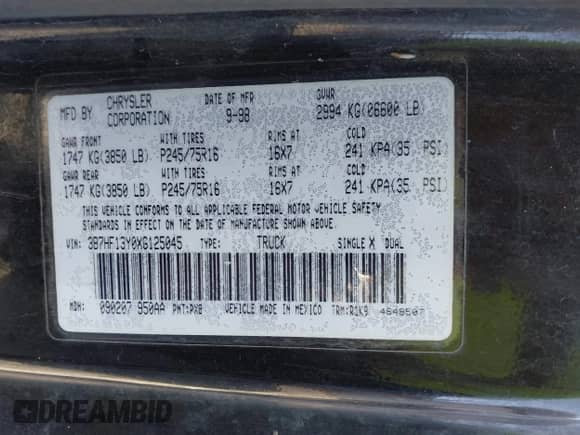 MFD BY CHRYSLER CORPORATION DATE OF MFR 9-98 GVWR 2994 KG(06600 LB)
GAWR FRONT WITH TIRES RIMS AT COLD
1747 KG(3850 LB) P245/75R16 16X7 241 KPA(35 PSI)
GAWR REAR WITH TIRES RIMS AT COLD
1747 KG(3850 LB) P245/75R16 16X7 241 KPA(35 PSI)
THIS VEHICLE CONFORMS TO ALL APPLICABLE FEDERAL MOTOR VEHICLE SAFETY
STANDARDS IN EFFECT ON THE DATE OF MANUFACTURE SHOWN ABOVE.
VIN: 3B7HF13Y0XG125045 TYPE: TRUCK SINGLE X DUAL
MDH: 090207 950AA PNT:PXB VEHICLE MADE IN MEXICO TRM:R1K9 4648507
DREAMBID